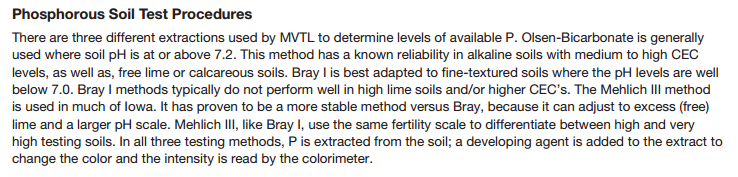 Phosphorous Soil Test Procedures
There are three different extractions used by MVTL to determine levels of available P. Olsen-Bicarbonate is generally
used where soil pH is at or above 7.2. This method has a known reliability in alkaline soils with medium to high CEC
levels, as well as, free lime or calcareous soils. Bray I is best adapted to fine-textured soils where the pH levels are well
below 7.0. Bray I methods typically do not perform well in high lime soils and/or higher CEC's. The Mehlich III method
is used in much of Iowa. It has proven to be a more stable method versus Bray, because it can adjust to excess (free)
lime and a larger pH scale. Mehlich III, like Bray I, use the same fertility scale to differentiate between high and very
high testing soils. In all three testing methods, P is extracted from the soil; a developing agent is added to the extract to
change the color and the intensity is read by the colorimeter.